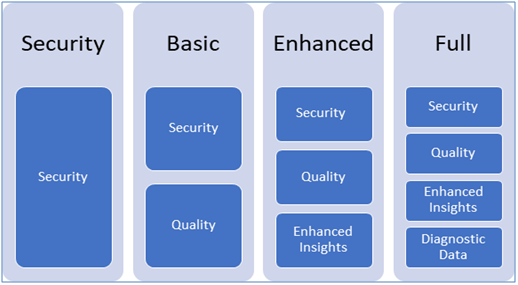 Security
Security
Basic
Security
Quality
Enhanced
Security
Quality
Enhanced
Insights
Full
Security
Quality
Enhanced
Insights
Diagnostic
Data